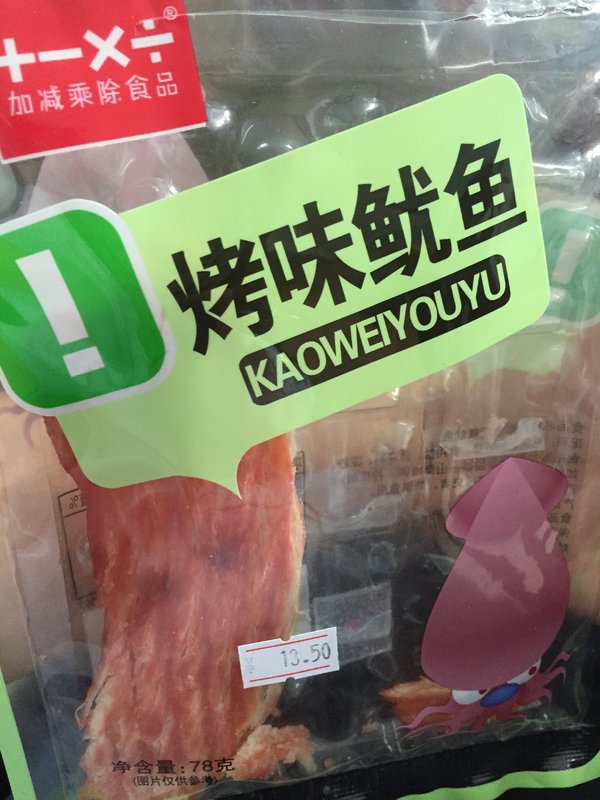 +−×÷®
加减乘除食品
!
烤味鱿鱼
KAOWEIYOUYU
¥ 13.50
净含量:78克
(图片仅供参考)